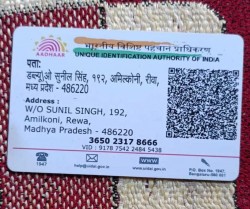 AADHAAR
भारतीय विशिष्ट पहचान प्राधिकरण
UNIQUE IDENTIFICATION AUTHORITY OF INDIA
पता:
डब्ल्यू/ओ सुनील सिंह, १९२, अमिल्कोनी, रीवा,
मध्य प्रदेश - 486220
Address :
W/O SUNIL SINGH, 192,
Amilkoni, Rewa,
Madhya Pradesh - 486220
3650 2317 8666
VID : 9178 7542 2484 5438
1947
help@uidai.gov.in
www.uidai.gov.in